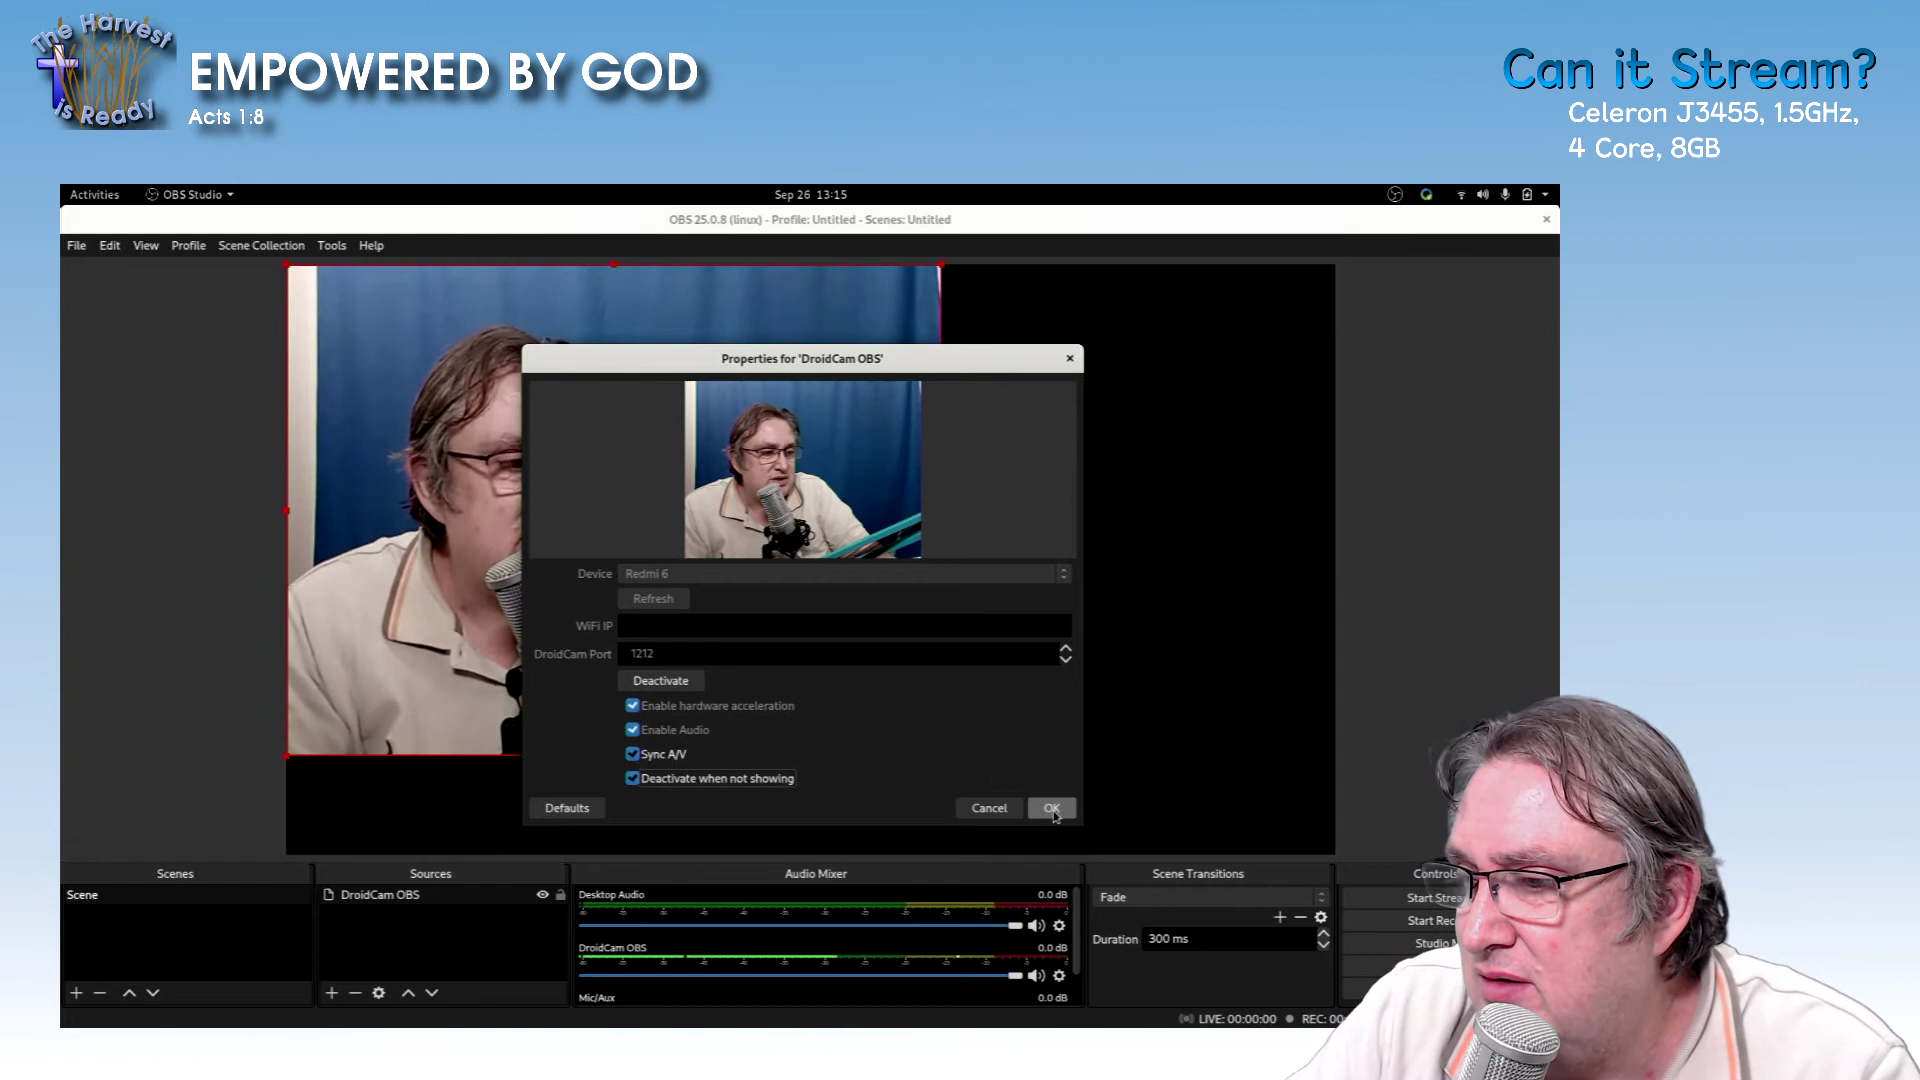 The Harvest
is Ready
EMPOWERED BY GOD
Acts 1:8
Can it Stream?
Celeron J3455, 1.5GHz,
4 Core, 8GB
Activities OBS Studio Sep 26 13:15
OBS 25.0.8 (linux) - Profile: Untitled - Scenes: Untitled
File Edit View Profile Scene Collection Tools Help
Properties for 'DroidCam OBS'
Device Redmi 6
Refresh
WiFi IP
DroidCam Port 1212
Deactivate
Enable hardware acceleration
Enable Audio
Sync A/V
Deactivate when not showing
Defaults Cancel OK
Scenes Sources Audio Mixer Scene Transitions Controls
Scene
DroidCam OBS
Desktop Audio 0.0 dB
DroidCam OBS 0.0 dB
Mic/Aux 0.0 dB
Fade
Duration 300 ms
Start Strea
Start Rec
Studio M
LIVE: 00:00:00 REC: 00: